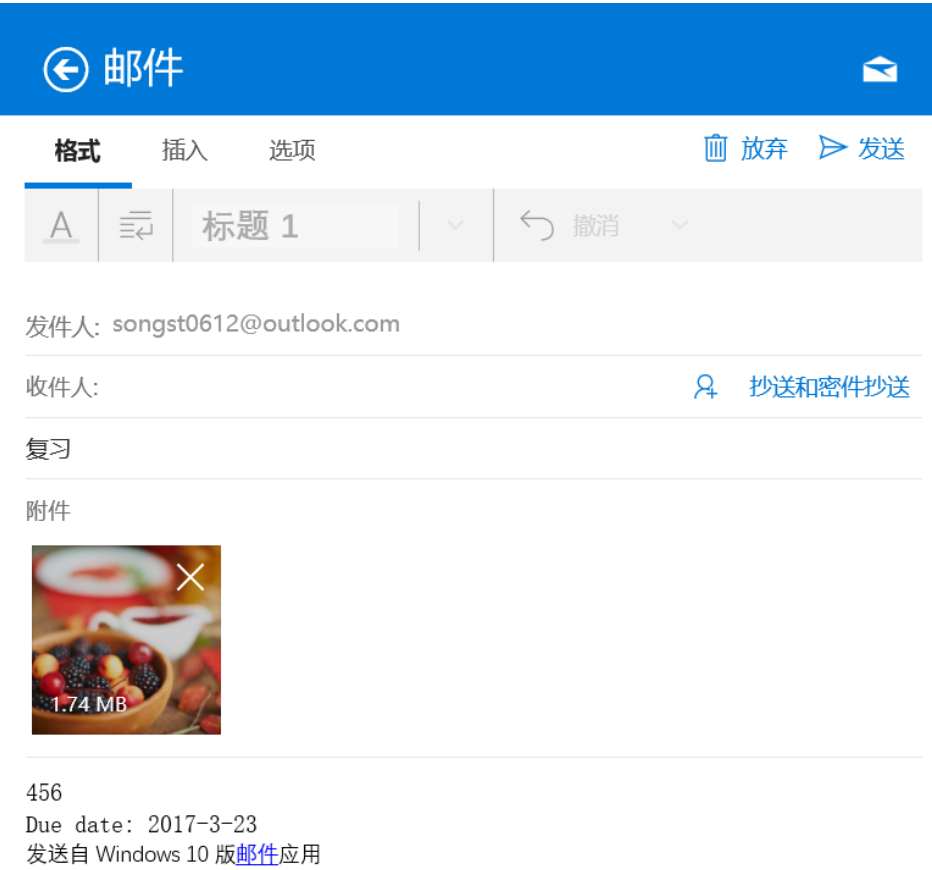 邮件
格式 插入 选项 放弃 发送
A 标题 1 撤消
发件人: songst0612@outlook.com
收件人: 抄送和密件抄送
复习
附件
1.74 MB
456
Due date: 2017-3-23
发送自 Windows 10 版邮件应用